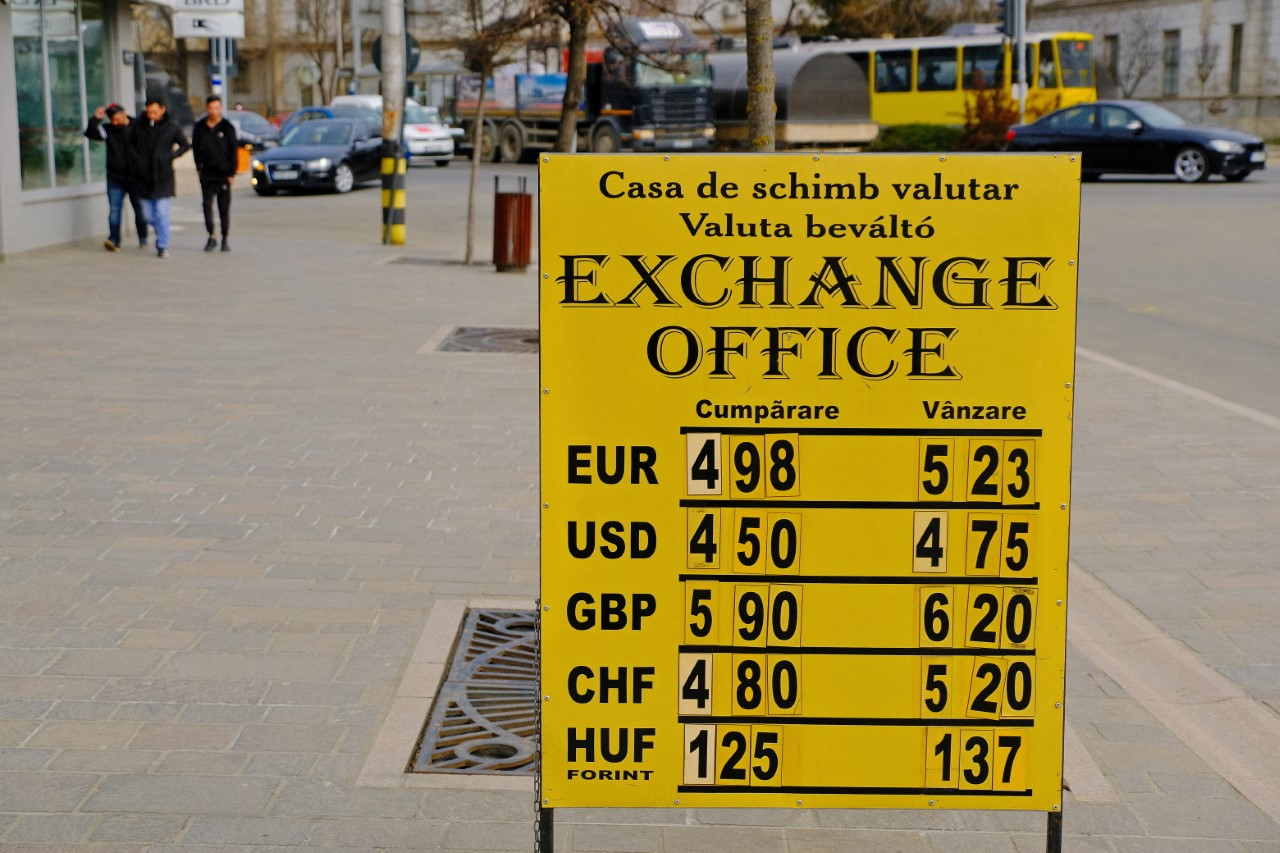 BRD
Casa de schimb valutar
Valuta beváltó
EXCHANGE
OFFICE
Cumpãrare Vânzare
EUR 4 98 5 23
USD 4 50 4 75
GBP 5 90 6 20
CHF 4 80 5 20
HUF 125 137
FORINT